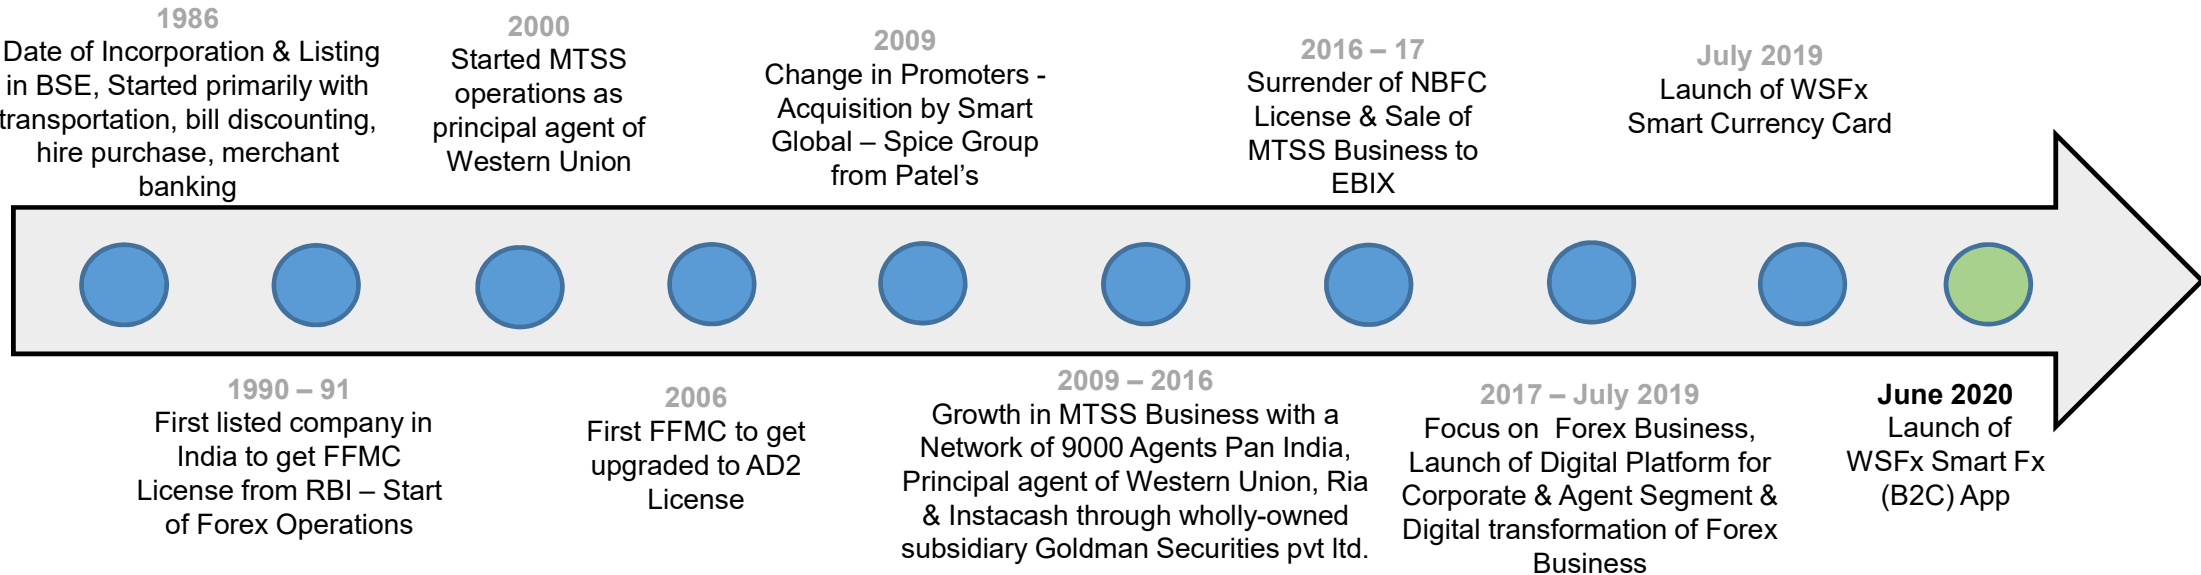 1986
Date of Incorporation & Listing
in BSE, Started primarily with
transportation, bill discounting,
hire purchase, merchant
banking
2000
Started MTSS
operations as
principal agent of
Western Union
2009
Change in Promoters -
Acquisition by Smart
Global – Spice Group
from Patel’s
2016 – 17
Surrender of NBFC
License & Sale of
MTSS Business to
EBIX
July 2019
Launch of WSFx
Smart Currency Card
1990 – 91
First listed company in
India to get FFMC
License from RBI – Start
of Forex Operations
2006
First FFMC to get
upgraded to AD2
License
2009 – 2016
Growth in MTSS Business with a
Network of 9000 Agents Pan India,
Principal agent of Western Union, Ria
& Instacash through wholly-owned
subsidiary Goldman Securities pvt ltd.
2017 – July 2019
Focus on  Forex Business,
Launch of Digital Platform for
Corporate & Agent Segment &
Digital transformation of Forex
Business
June 2020
Launch of
WSFx Smart Fx
(B2C) App